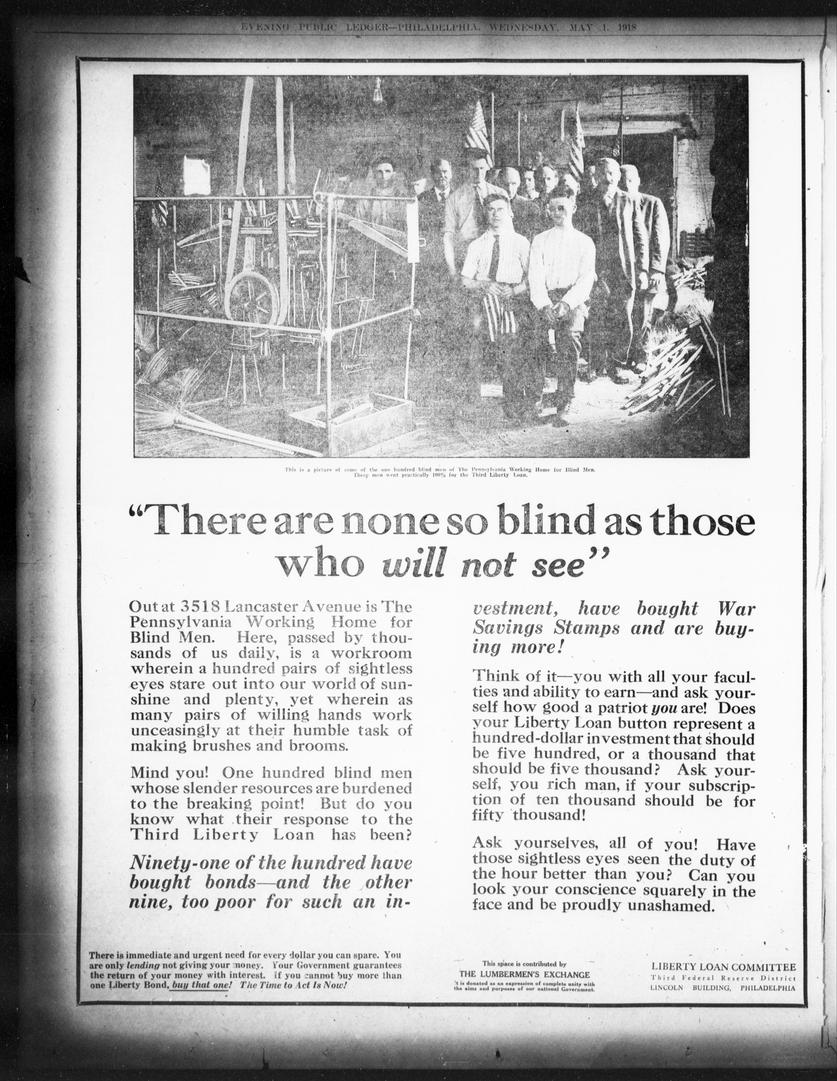 EVENING PUBLIC LEDGER—PHILADELPHIA, WEDNESDAY, MAY 1, 1918
This is a picture of some of the one hundred blind men of The Pennsylvania Working Home for Blind Men.
These men went practically 100% for the Third Liberty Loan.
“There are none so blind as those
who will not see”
Out at 3518 Lancaster Avenue is The
Pennsylvania Working Home for
Blind Men. Here, passed by thou-
sands of us daily, is a workroom
wherein a hundred pairs of sightless
eyes stare out into our world of sun-
shine and plenty, yet wherein as
many pairs of willing hands work
unceasingly at their humble task of
making brushes and brooms.
Mind you! One hundred blind men
whose slender resources are burdened
to the breaking point! But do you
know what their response to the
Third Liberty Loan has been?
Ninety-one of the hundred have
bought bonds—and the other
nine, too poor for such an in-
vestment, have bought War
Savings Stamps and are buy-
ing more!
Think of it—you with all your facul-
ties and ability to earn—and ask your-
self how good a patriot you are! Does
your Liberty Loan button represent a
hundred-dollar investment that should
be five hundred, or a thousand that
should be five thousand? Ask your-
self, you rich man, if your subscrip-
tion of ten thousand should be for
fifty thousand!
Ask yourselves, all of you! Have
those sightless eyes seen the duty of
the hour better than you? Can you
look your conscience squarely in the
face and be proudly unashamed.
There is immediate and urgent need for every dollar you can spare. You
are only lending not giving your money. Your Government guarantees
the return of your money with interest. If you cannot buy more than
one Liberty Bond, buy that one! The Time to Act Is Now!
This space is contributed by
THE LUMBERMEN'S EXCHANGE
It is donated as an expression of complete unity with
the aims and purposes of our national Government.
LIBERTY LOAN COMMITTEE
Third Federal Reserve District
LINCOLN BUILDING, PHILADELPHIA